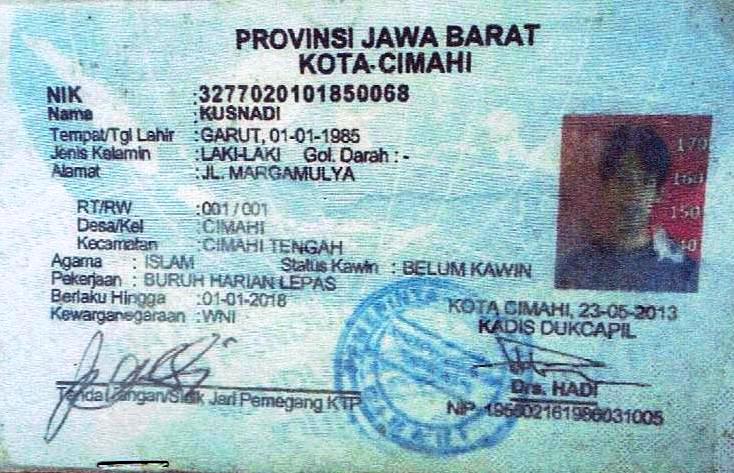 PROVINSI JAWA BARAT
KOTA CIMAHI
NIK :3277020101850068
Nama :KUSNADI
Tempat/Tgl Lahir :GARUT, 01-01-1985
Jenis Kelamin :LAKI-LAKI Gol. Darah : -
Alamat :JL. MARGAMULYA
RT/RW :001 / 001
Desa/Kel :CIMAHI
Kecamatan :CIMAHI TENGAH
Agama : ISLAM Status Kawin : BELUM KAWIN
Pekerjaan : BURUH HARIAN LEPAS
Berlaku Hingga :01-01-2018
Kewarganegaraan :WNI
170
160
150
KOTA CIMAHI, 23-05-2013
KADIS DUKCAPIL
Tanda Tangan/Sidik Jari Pemegang KTP
Drs. HADI
NIP.